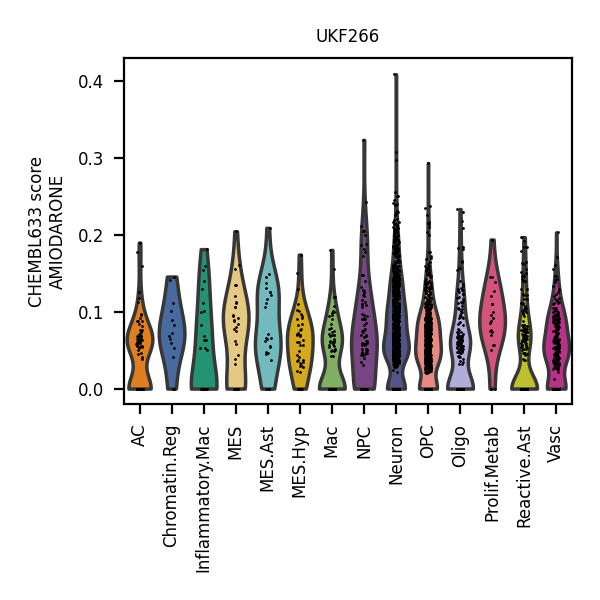 UKF266
CHEMBL633 score
AMIODARONE
0.4
0.3
0.2
0.1
0.0
AC
Chromatin.Reg
Inflammatory.Mac
MES
MES.Ast
MES.Hyp
Mac
NPC
Neuron
OPC
Oligo
Prolif.Metab
Reactive.Ast
Vasc